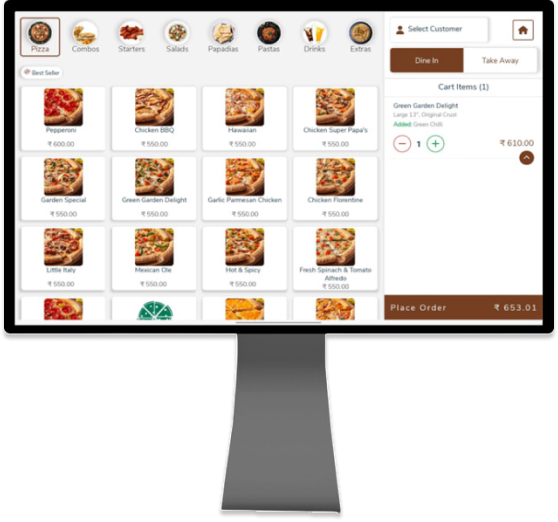 Pizza
Combos
Starters
Salads
Papadias
Pastas
Drinks
Extras
Best Seller
Pepperoni
₹ 600.00
Chicken BBQ
₹ 550.00
Hawaiian
₹ 550.00
Chicken Super Papa's
₹ 550.00
Garden Special
₹ 550.00
Green Garden Delight
₹ 550.00
Garlic Parmesan Chicken
₹ 550.00
Chicken Florentine
₹ 550.00
Little Italy
₹ 550.00
Mexican Ole
₹ 550.00
Hot & Spicy
₹ 550.00
Fresh Spinach & Tomato
Alfredo
₹ 550.00
Select Customer
Dine In
Take Away
Cart Items (1)
Green Garden Delight
Large 13", Original Crust
Added: Green Chilli
1
₹ 610.00
Place Order
₹ 653.01